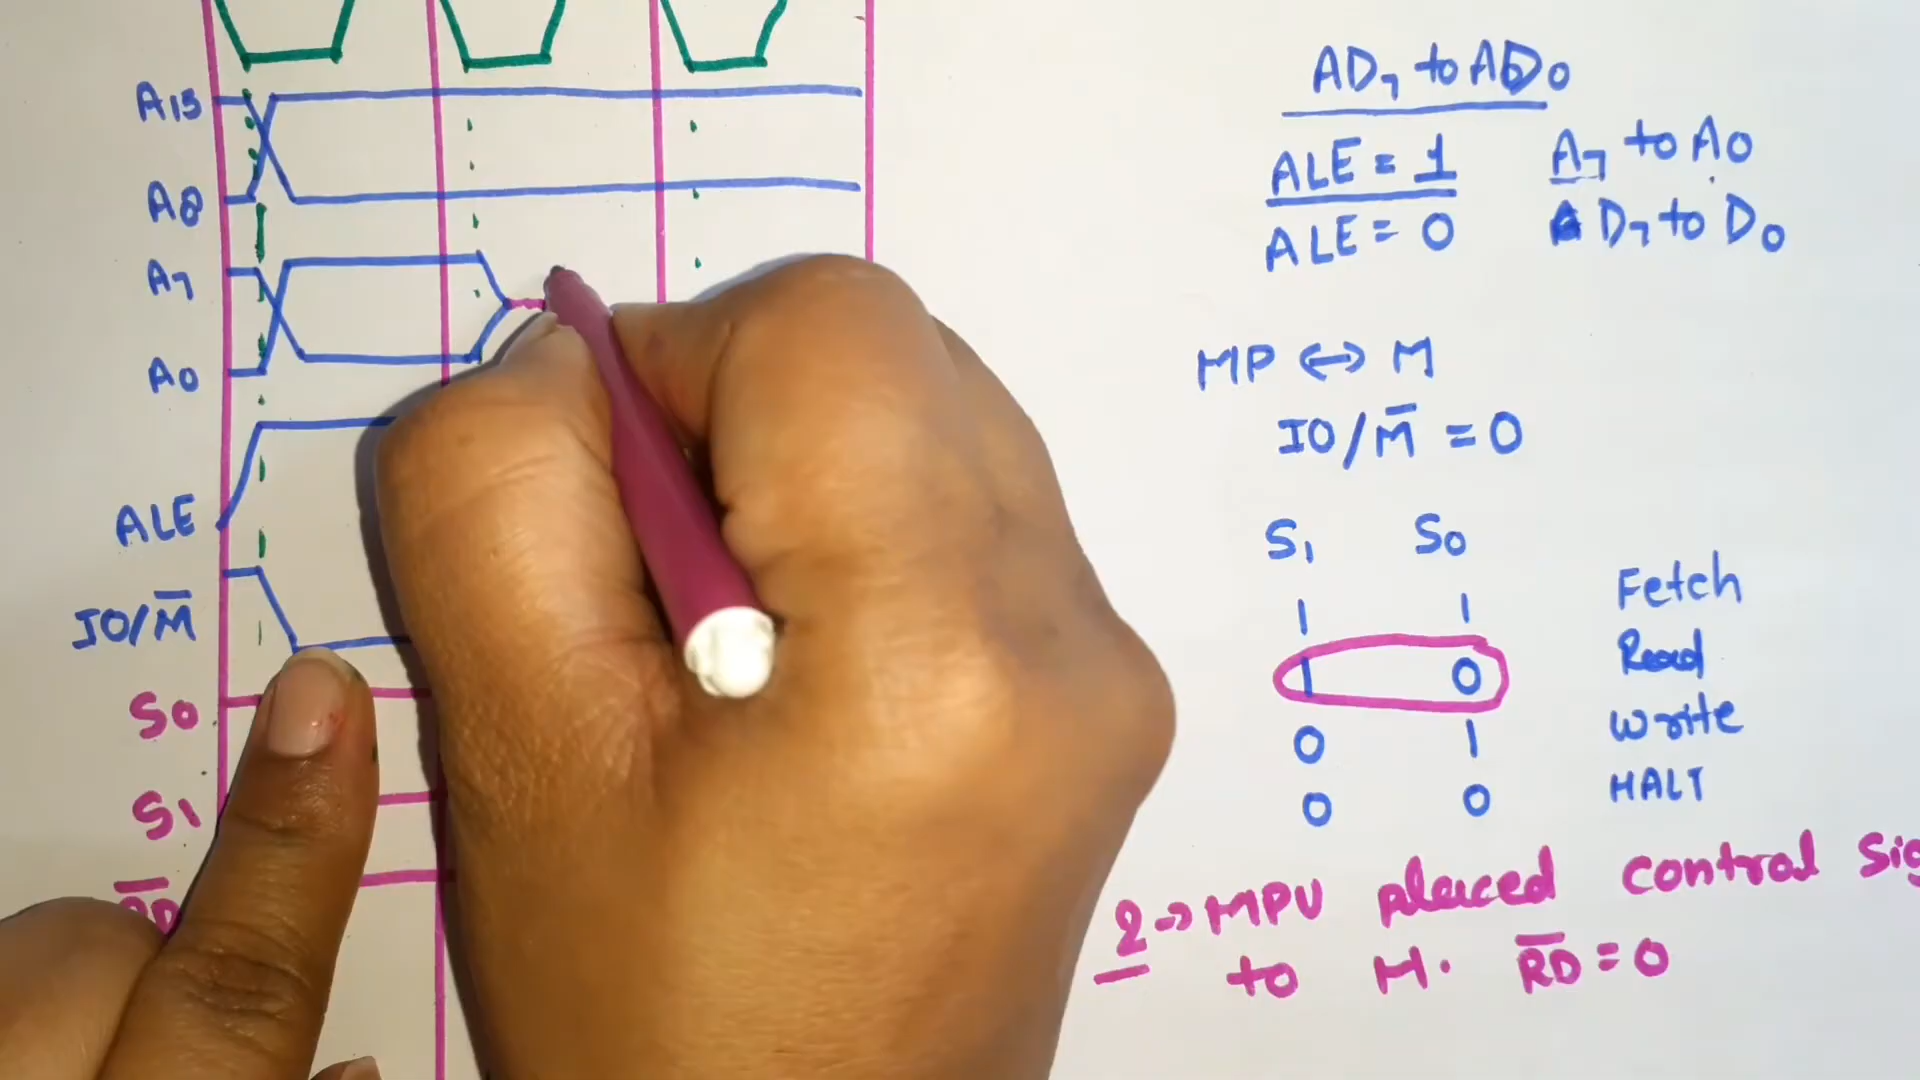 A15
A8
A7
A0
ALE
IO/M̅
S0
S1
R̅D̅
AD7 to AD0
ALE = 1 A7 to A0
ALE = 0 D7 to D0
MP ↔ M
IO/M̅ = 0
S1 S0
1 1 Fetch
1 0 Read
0 1 write
0 0 HALT
2 → MPU placed control Sig
to M. R̅D̅ = 0